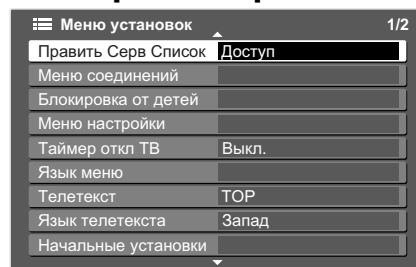 Меню установок 1/2
Править Серв Список Доступ
Меню соединений
Блокировка от детей
Меню настройки
Таймер откл ТВ Выкл.
Язык меню
Телетекст TOP
Язык телетекста Запад
Начальные установки